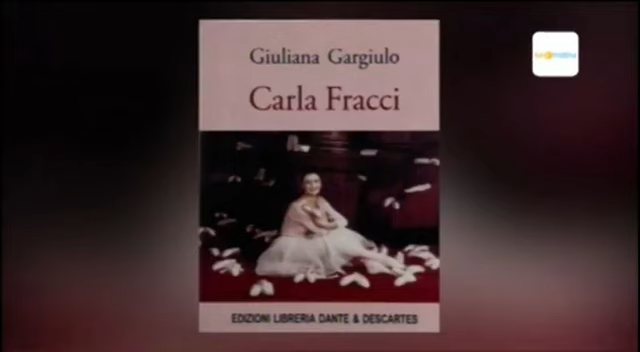 Giuliana Gargiulo
Carla Fracci
EDIZIONI LIBRERIA DANTE & DESCARTES